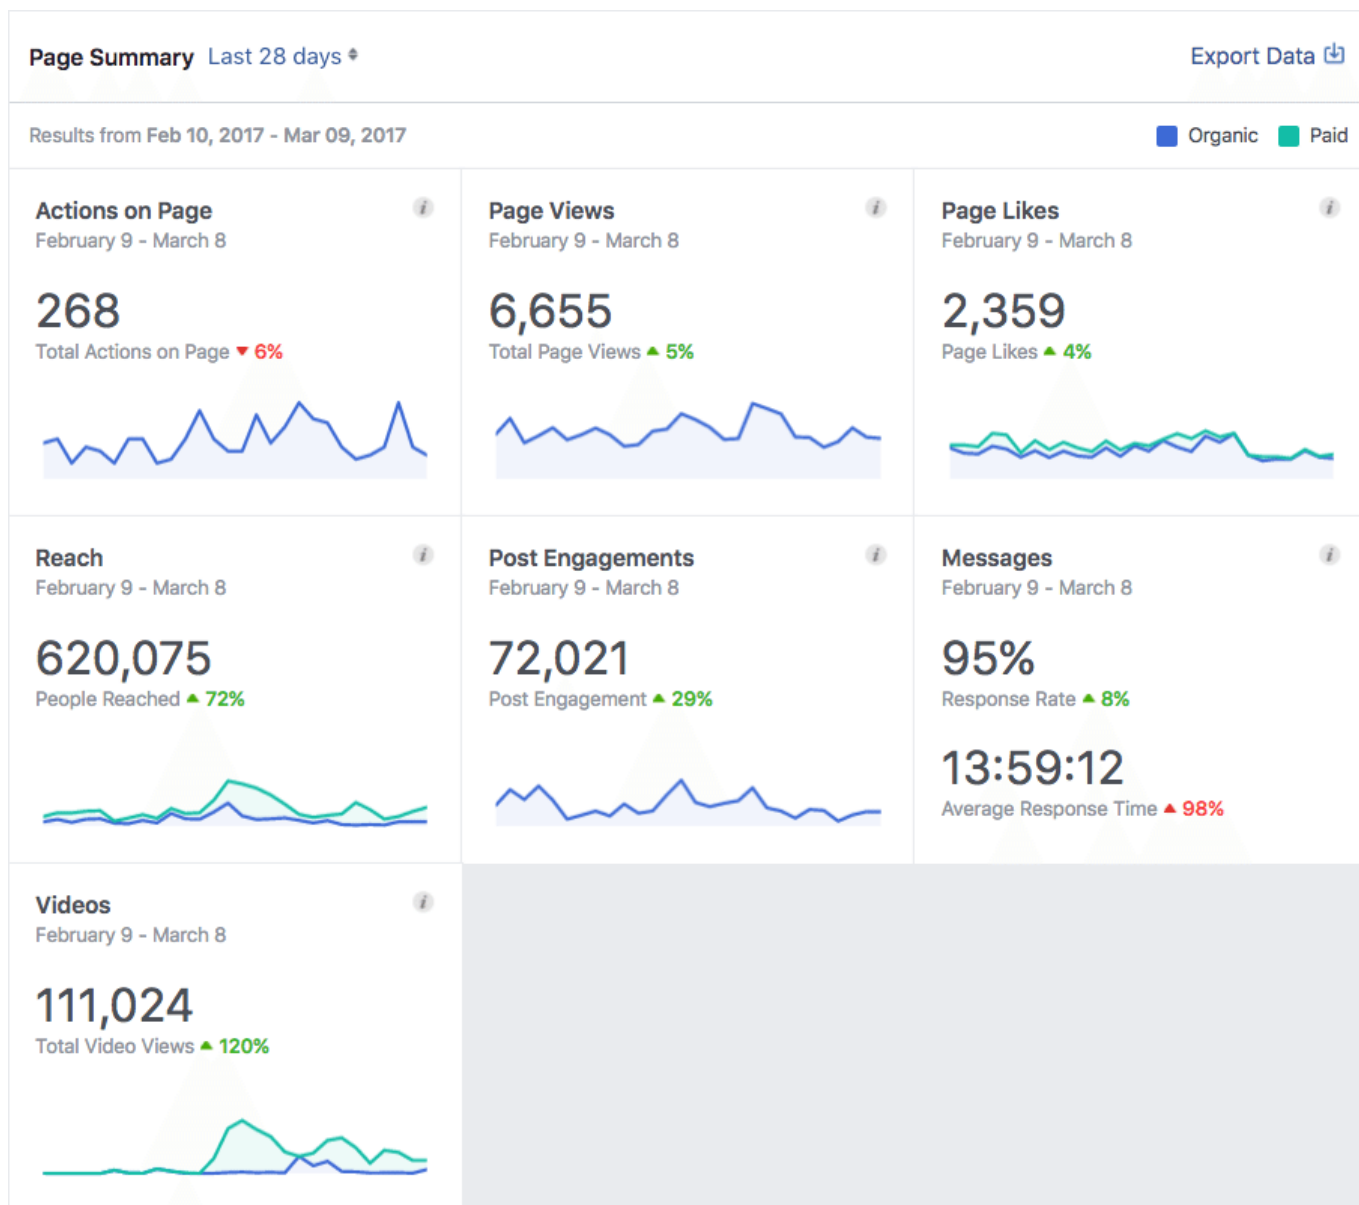 Page Summary Last 28 days
Export Data
Results from Feb 10, 2017 - Mar 09, 2017
Organic Paid
Actions on Page
February 9 - March 8
268
Total Actions on Page ▼ 6%
Page Views
February 9 - March 8
6,655
Total Page Views ▲ 5%
Page Likes
February 9 - March 8
2,359
Page Likes ▲ 4%
Reach
February 9 - March 8
620,075
People Reached ▲ 72%
Post Engagements
February 9 - March 8
72,021
Post Engagement ▲ 29%
Messages
February 9 - March 8
95%
Response Rate ▲ 8%
13:59:12
Average Response Time ▲ 98%
Videos
February 9 - March 8
111,024
Total Video Views ▲ 120%